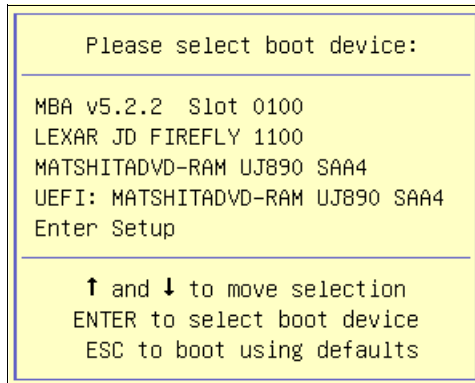 Please select boot device:
MBA v5.2.2 Slot 0100
LEXAR JD FIREFLY 1100
MATSHITADVD-RAM UJ890 SAA4
UEFI: MATSHITADVD-RAM UJ890 SAA4
Enter Setup
↑ and ↓ to move selection
ENTER to select boot device
ESC to boot using defaults